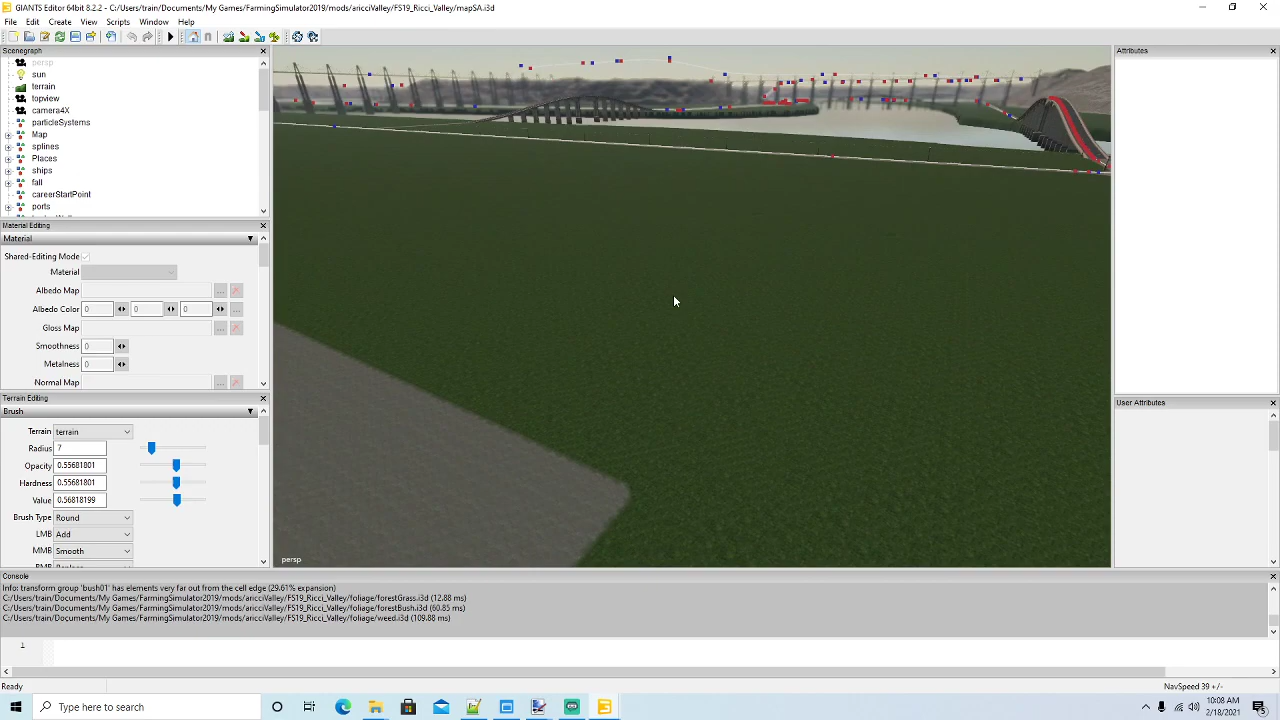 GIANTS Editor 64bit 8.2.2 - C:/Users/train/Documents/My Games/FarmingSimulator2019/mods/aricciValley/FS19_Ricci_Valley/mapSA.i3d
File Edit Create View Scripts Window Help
Scenegraph
persp
sun
terrain
topview
camera4X
particleSystems
Map
splines
Places
ships
fall
careerStartPoint
ports
Material Editing
Material
Shared-Editing Mode
Material
Albedo Map ...
Albedo Color 0 0 0 ...
Gloss Map ...
Smoothness 0
Metalness 0
Normal Map ...
Terrain Editing
Brush
Terrain terrain
Radius 7
Opacity 0.55681801
Hardness 0.55681801
Value 0.56818199
Brush Type Round
LMB Add
MMB Smooth
persp
Attributes
User Attributes
Console
Info: transform group 'bush01' has elements very far out from the cell edge (29.61% expansion)
C:/Users/train/Documents/My Games/FarmingSimulator2019/mods/aricciValley/FS19_Ricci_Valley/foliage/forestGrass.i3d (12.88 ms)
C:/Users/train/Documents/My Games/FarmingSimulator2019/mods/aricciValley/FS19_Ricci_Valley/foliage/forestBush.i3d (60.85 ms)
C:/Users/train/Documents/My Games/FarmingSimulator2019/mods/aricciValley/FS19_Ricci_Valley/foliage/weed.i3d (109.88 ms)
1
Ready
NavSpeed 39 +/-
Type here to search
10:08 AM
2/18/2021